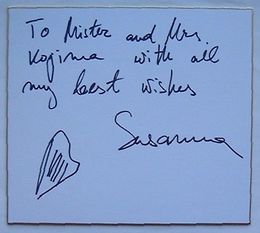 To Mister and Mrs.
Kojima with all
my best wishes
Susanna